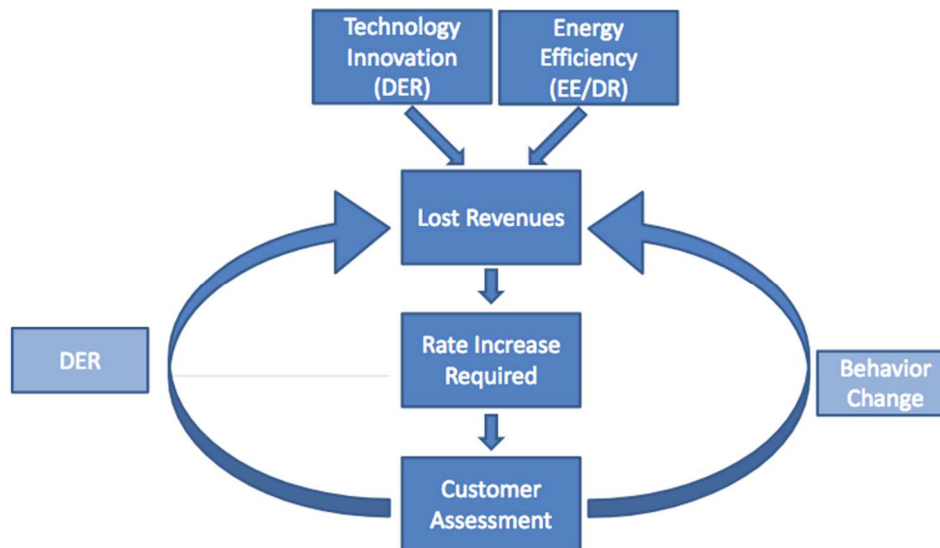 Technology
Innovation
(DER)
Energy
Efficiency
(EE/DR)
Lost Revenues
Rate Increase
Required
DER
Behavior
Change
Customer
Assessment